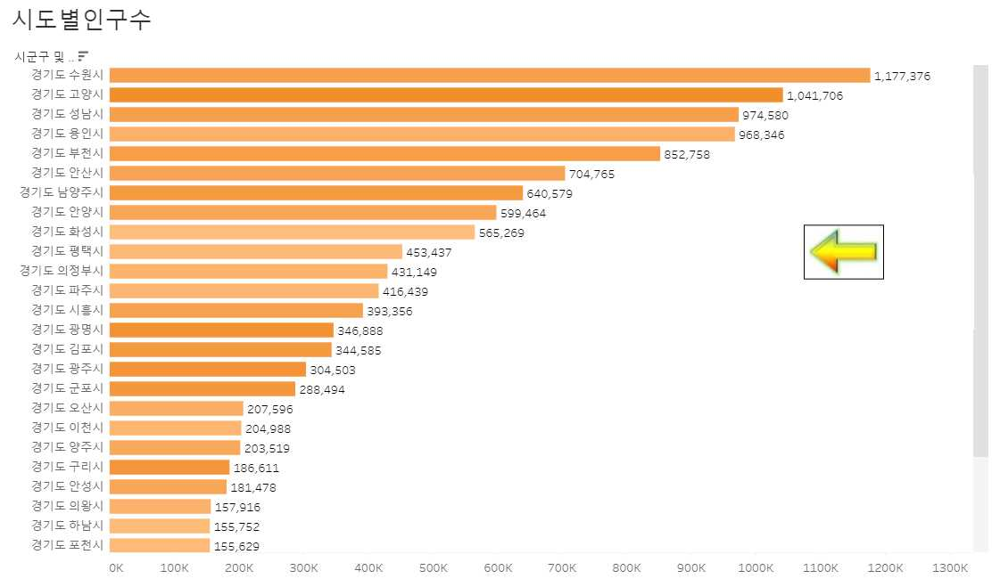 시도별인구수
시군구 및 ..
경기도 수원시 1,177,376
경기도 고양시 1,041,706
경기도 성남시 974,580
경기도 용인시 968,346
경기도 부천시 852,758
경기도 안산시 704,765
경기도 남양주시 640,579
경기도 안양시 599,464
경기도 화성시 565,269
경기도 평택시 453,437
경기도 의정부시 431,149
경기도 파주시 416,439
경기도 시흥시 393,356
경기도 광명시 346,888
경기도 김포시 344,585
경기도 광주시 304,503
경기도 군포시 288,494
경기도 오산시 207,596
경기도 이천시 204,988
경기도 양주시 203,519
경기도 구리시 186,611
경기도 안성시 181,478
경기도 의왕시 157,916
경기도 하남시 155,752
경기도 포천시 155,629
0K 100K 200K 300K 400K 500K 600K 700K 800K 900K 1000K 1100K 1200K 1300K